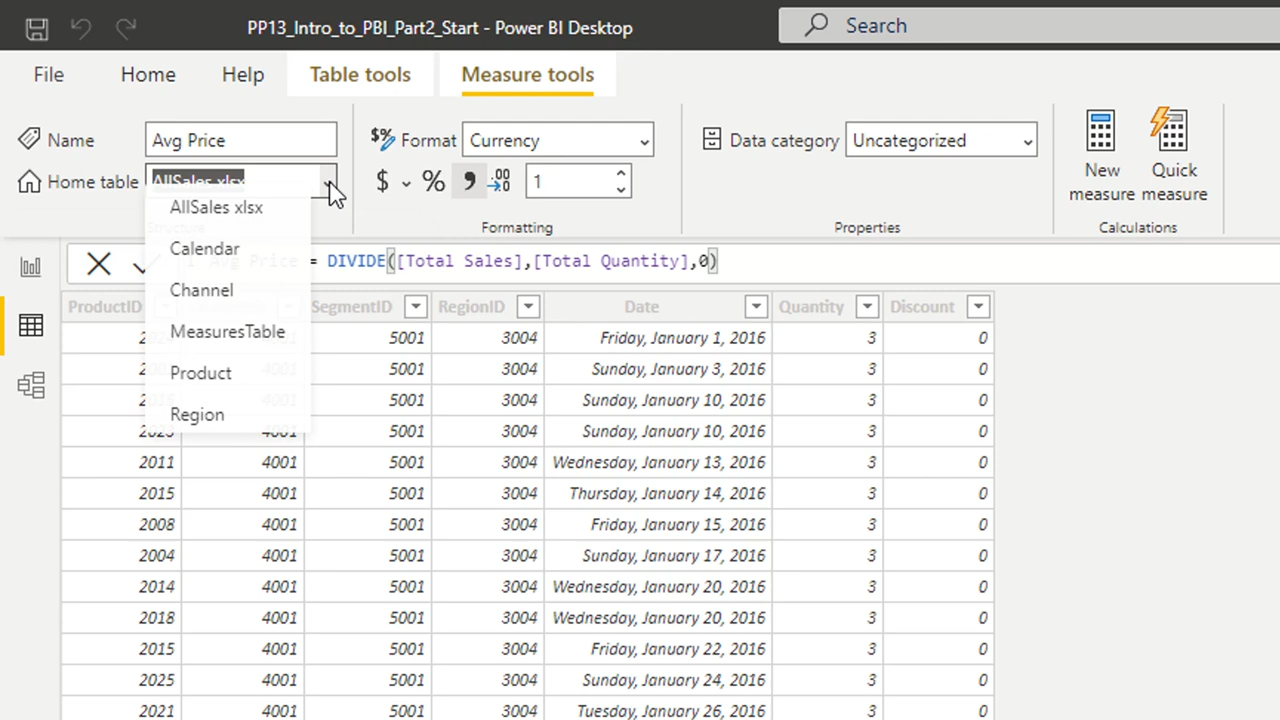 PP13_Intro_to_PBI_Part2_Start - Power BI Desktop
Search
File Home Help Table tools Measure tools
Name Avg Price
Format Currency
Data category Uncategorized
Home table AllSales xlsx
$ % 1
New measure
Quick measure
Formatting
Properties
Calculations
AllSales xlsx
Calendar
Channel
MeasuresTable
Product
Region
1 Avg Price = DIVIDE([Total Sales],[Total Quantity],0)
ProductID SegmentID RegionID Date Quantity Discount
5001 3004 Friday, January 1, 2016 3 0
4001 5001 3004 Sunday, January 3, 2016 3 0
4001 5001 3004 Sunday, January 10, 2016 3 0
2023 4001 5001 3004 Sunday, January 10, 2016 3 0
2011 4001 5001 3004 Wednesday, January 13, 2016 3 0
2015 4001 5001 3004 Thursday, January 14, 2016 3 0
2008 4001 5001 3004 Friday, January 15, 2016 3 0
2004 4001 5001 3004 Sunday, January 17, 2016 3 0
2014 4001 5001 3004 Wednesday, January 20, 2016 3 0
2018 4001 5001 3004 Wednesday, January 20, 2016 3 0
2015 4001 5001 3004 Friday, January 22, 2016 3 0
2025 4001 5001 3004 Sunday, January 24, 2016 3 0
2021 4001 5001 3004 Tuesday, January 26, 2016 3 0